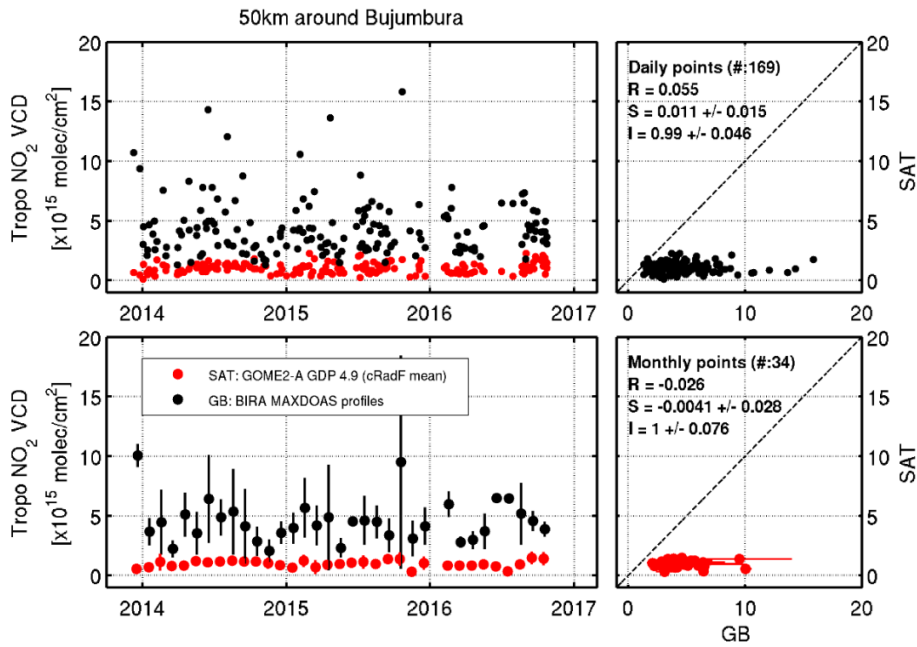 50km around Bujumbura
Tropo NO2 VCD
[x10^15 molec/cm^2]
20
15
10
5
0
2014
2015
2016
2017
Daily points (#:169)
R = 0.055
S = 0.011 +/- 0.015
I = 0.99 +/- 0.046
20
15
10
5
0
SAT
0
10
20
Tropo NO2 VCD
[x10^15 molec/cm^2]
20
15
10
5
0
SAT: GOME2-A GDP 4.9 (cRadF mean)
GB: BIRA MAXDOAS profiles
2014
2015
2016
2017
Monthly points (#:34)
R = -0.026
S = -0.0041 +/- 0.028
I = 1 +/- 0.076
20
15
10
5
0
SAT
0
10
20
GB